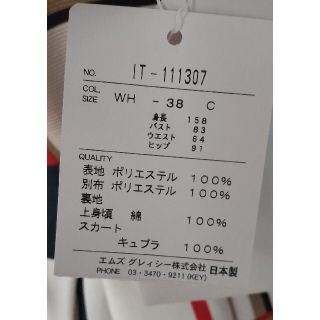 NO. IT-111307
COL.
SIZE WH - 38 C
身長 158
バスト 83
ウエスト 64
ヒップ 91
QUALITY
表地 ポリエステル 100%
別布 ポリエステル 100%
裏地
上身頃 綿 100%
スカート
キュプラ 100%
エムズ グレィシー株式会社 日本製
PHONE 03・3470・9211(KEY)